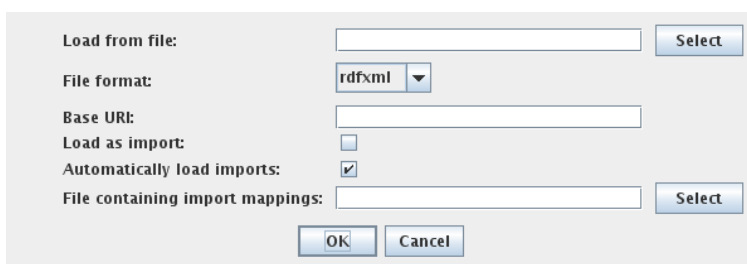 Load from file: Select
File format: rdfxml
Base URI:
Load as import:
Automatically load imports:
File containing import mappings: Select
OK Cancel